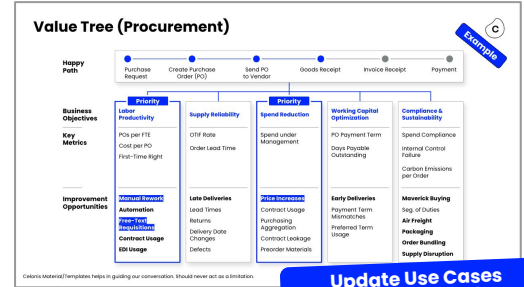 Value Tree (Procurement)
C
Example
Happy
Path
Purchase
Request
Create Purchase
Order (PO)
Send PO
to Vendor
Goods Receipt
Invoice Receipt
Payment
Business
Objectives
Priority
Labor
Productivity
Supply Reliability
Priority
Spend Reduction
Working Capital
Optimization
Compliance &
Sustainability
Key
Metrics
POs per FTE
Cost per PO
First-Time Right
OTIF Rate
Order Lead Time
Spend under
Management
PO Payment Term
Days Payable
Outstanding
Spend Compliance
Internal Control
Failure
Carbon Emissions
per Order
Improvement
Opportunities
Manual Rework
Automation
Free-Text
Requisitions
Contract Usage
EDI Usage
Late Deliveries
Lead Times
Returns
Delivery Date
Changes
Defects
Price Increases
Contract Usage
Purchasing
Aggregation
Contract Leakage
Preorder Materials
Early Deliveries
Payment Term
Mismatches
Preferred Term
Usage
Maverick Buying
Seg. of Duties
Air Freight
Packaging
Order Bundling
Supply Disruption
Celonis Material/Templates helps in guiding our conversation. Should never act as a limitation.
Update Use Cases